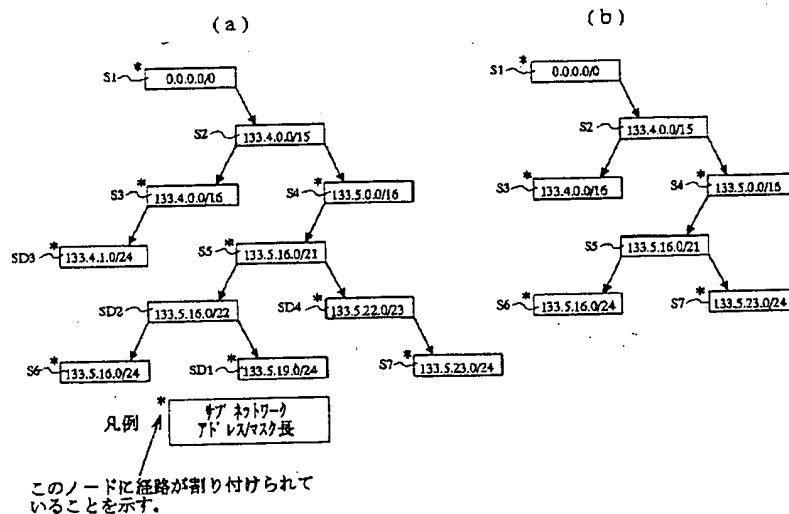 (a)
S1 * 0.0.0.0/0
S2 133.4.0.0/15
S3 * 133.4.0.0/16
S4 * 133.5.0.0/16
SD3 * 133.4.1.0/24
S5 * 133.5.16.0/21
SD2 133.5.16.0/22
SD4 * 133.5.22.0/23
S6 * 133.5.16.0/24
SD1 * 133.5.19.0/24
S7 * 133.5.23.0/24
凡例
*
サブネットワーク
アドレス/マスク長
このノードに経路が割り付けられて
いることを示す。
(b)
S1 * 0.0.0.0/0
S2 133.4.0.0/15
S3 * 133.4.0.0/16
S4 * 133.5.0.0/16
S5 133.5.16.0/21
S6 * 133.5.16.0/24
S7 * 133.5.23.0/24